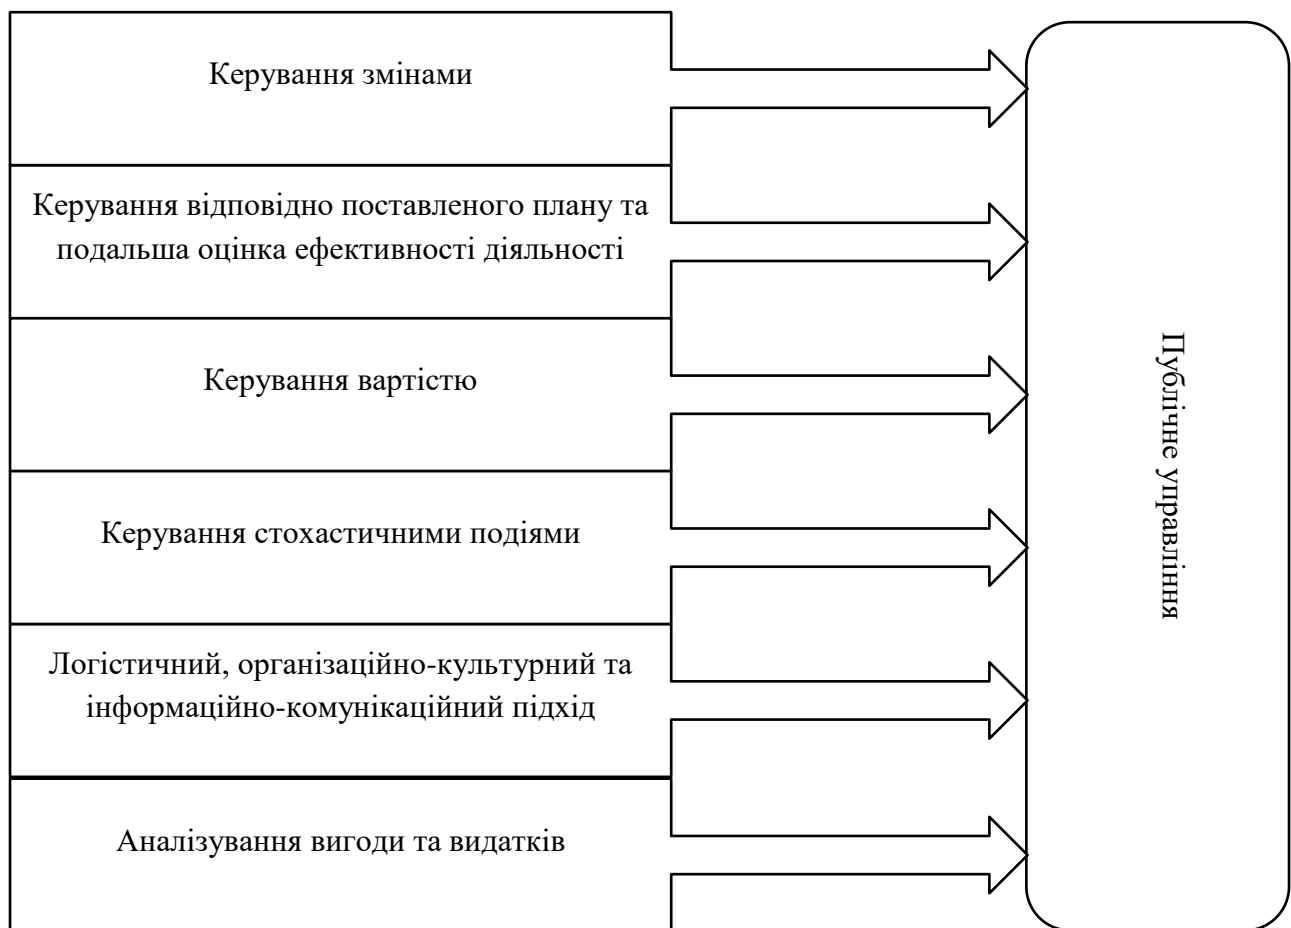 Керування змінами
Керування відповідно поставленого плану та
подальша оцінка ефективності діяльності
Керування вартістю
Керування стохастичними подіями
Логістичний, організаційно-культурний та
інформаційно-комунікаційний підхід
Аналізування вигоди та видатків
Публічне управління